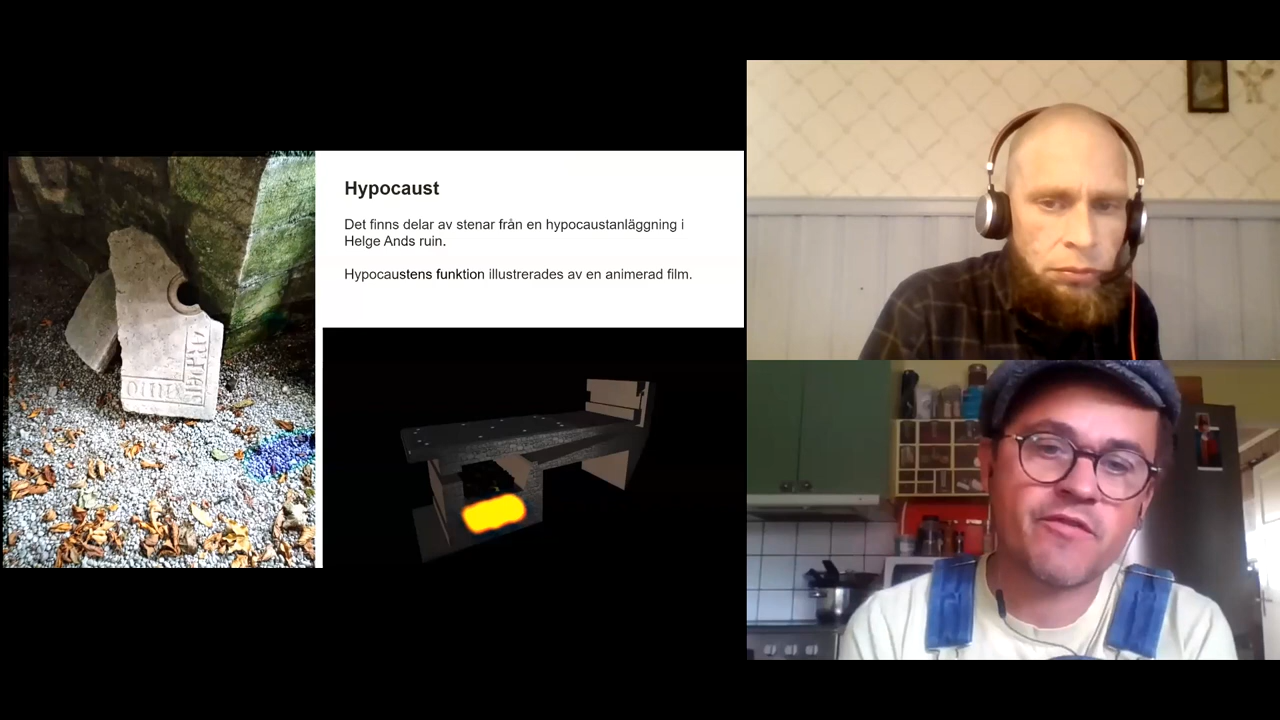 Hypocaust
Det finns delar av stenar från en hypocaustanläggning i
Helge Ands ruin.
Hypocaustens funktion illustrerades av en animerad film.